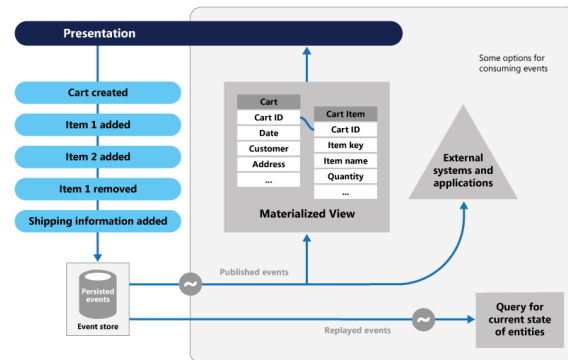 Presentation
Some options for
consuming events
Cart created
Item 1 added
Item 2 added
Item 1 removed
Shipping information added
Cart
Cart ID
Date
Customer
Address
...
Cart Item
Cart ID
Item key
Item name
Quantity
...
Materialized View
External
systems and
applications
Persisted
events
Event store
Published events
Replayed events
Query for
current state
of entities